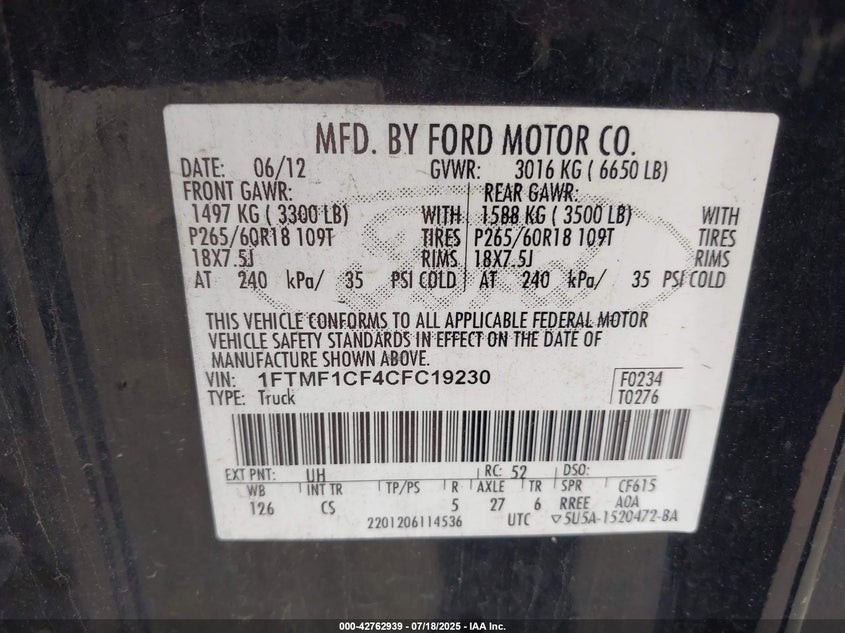 MFD. BY FORD MOTOR CO.
DATE: 06/12 GVWR: 3016 KG ( 6650 LB)
FRONT GAWR: REAR GAWR:
1497 KG ( 3300 LB) WITH 1588 KG ( 3500 LB) WITH
P265/60R18 109T TIRES P265/60R18 109T TIRES
18X7.5J RIMS 18X7.5J RIMS
AT 240 kPa/ 35 PSI COLD AT 240 kPa/ 35 PSI COLD
THIS VEHICLE CONFORMS TO ALL APPLICABLE FEDERAL MOTOR
VEHICLE SAFETY STANDARDS IN EFFECT ON THE DATE OF
MANUFACTURE SHOWN ABOVE.
VIN: 1FTMF1CF4CFC19230 F0234
TYPE: Truck T0276
EXT PNT: UH RC: 52 DSO:
WB INT TR TP/PS R AXLE TR SPR CF615
126 CS 5 27 6 RREE A0A
2201206114536 UTC ▽5U5A-1520472-BA
000-42762939 / 07/18/2025 - IAA Inc.